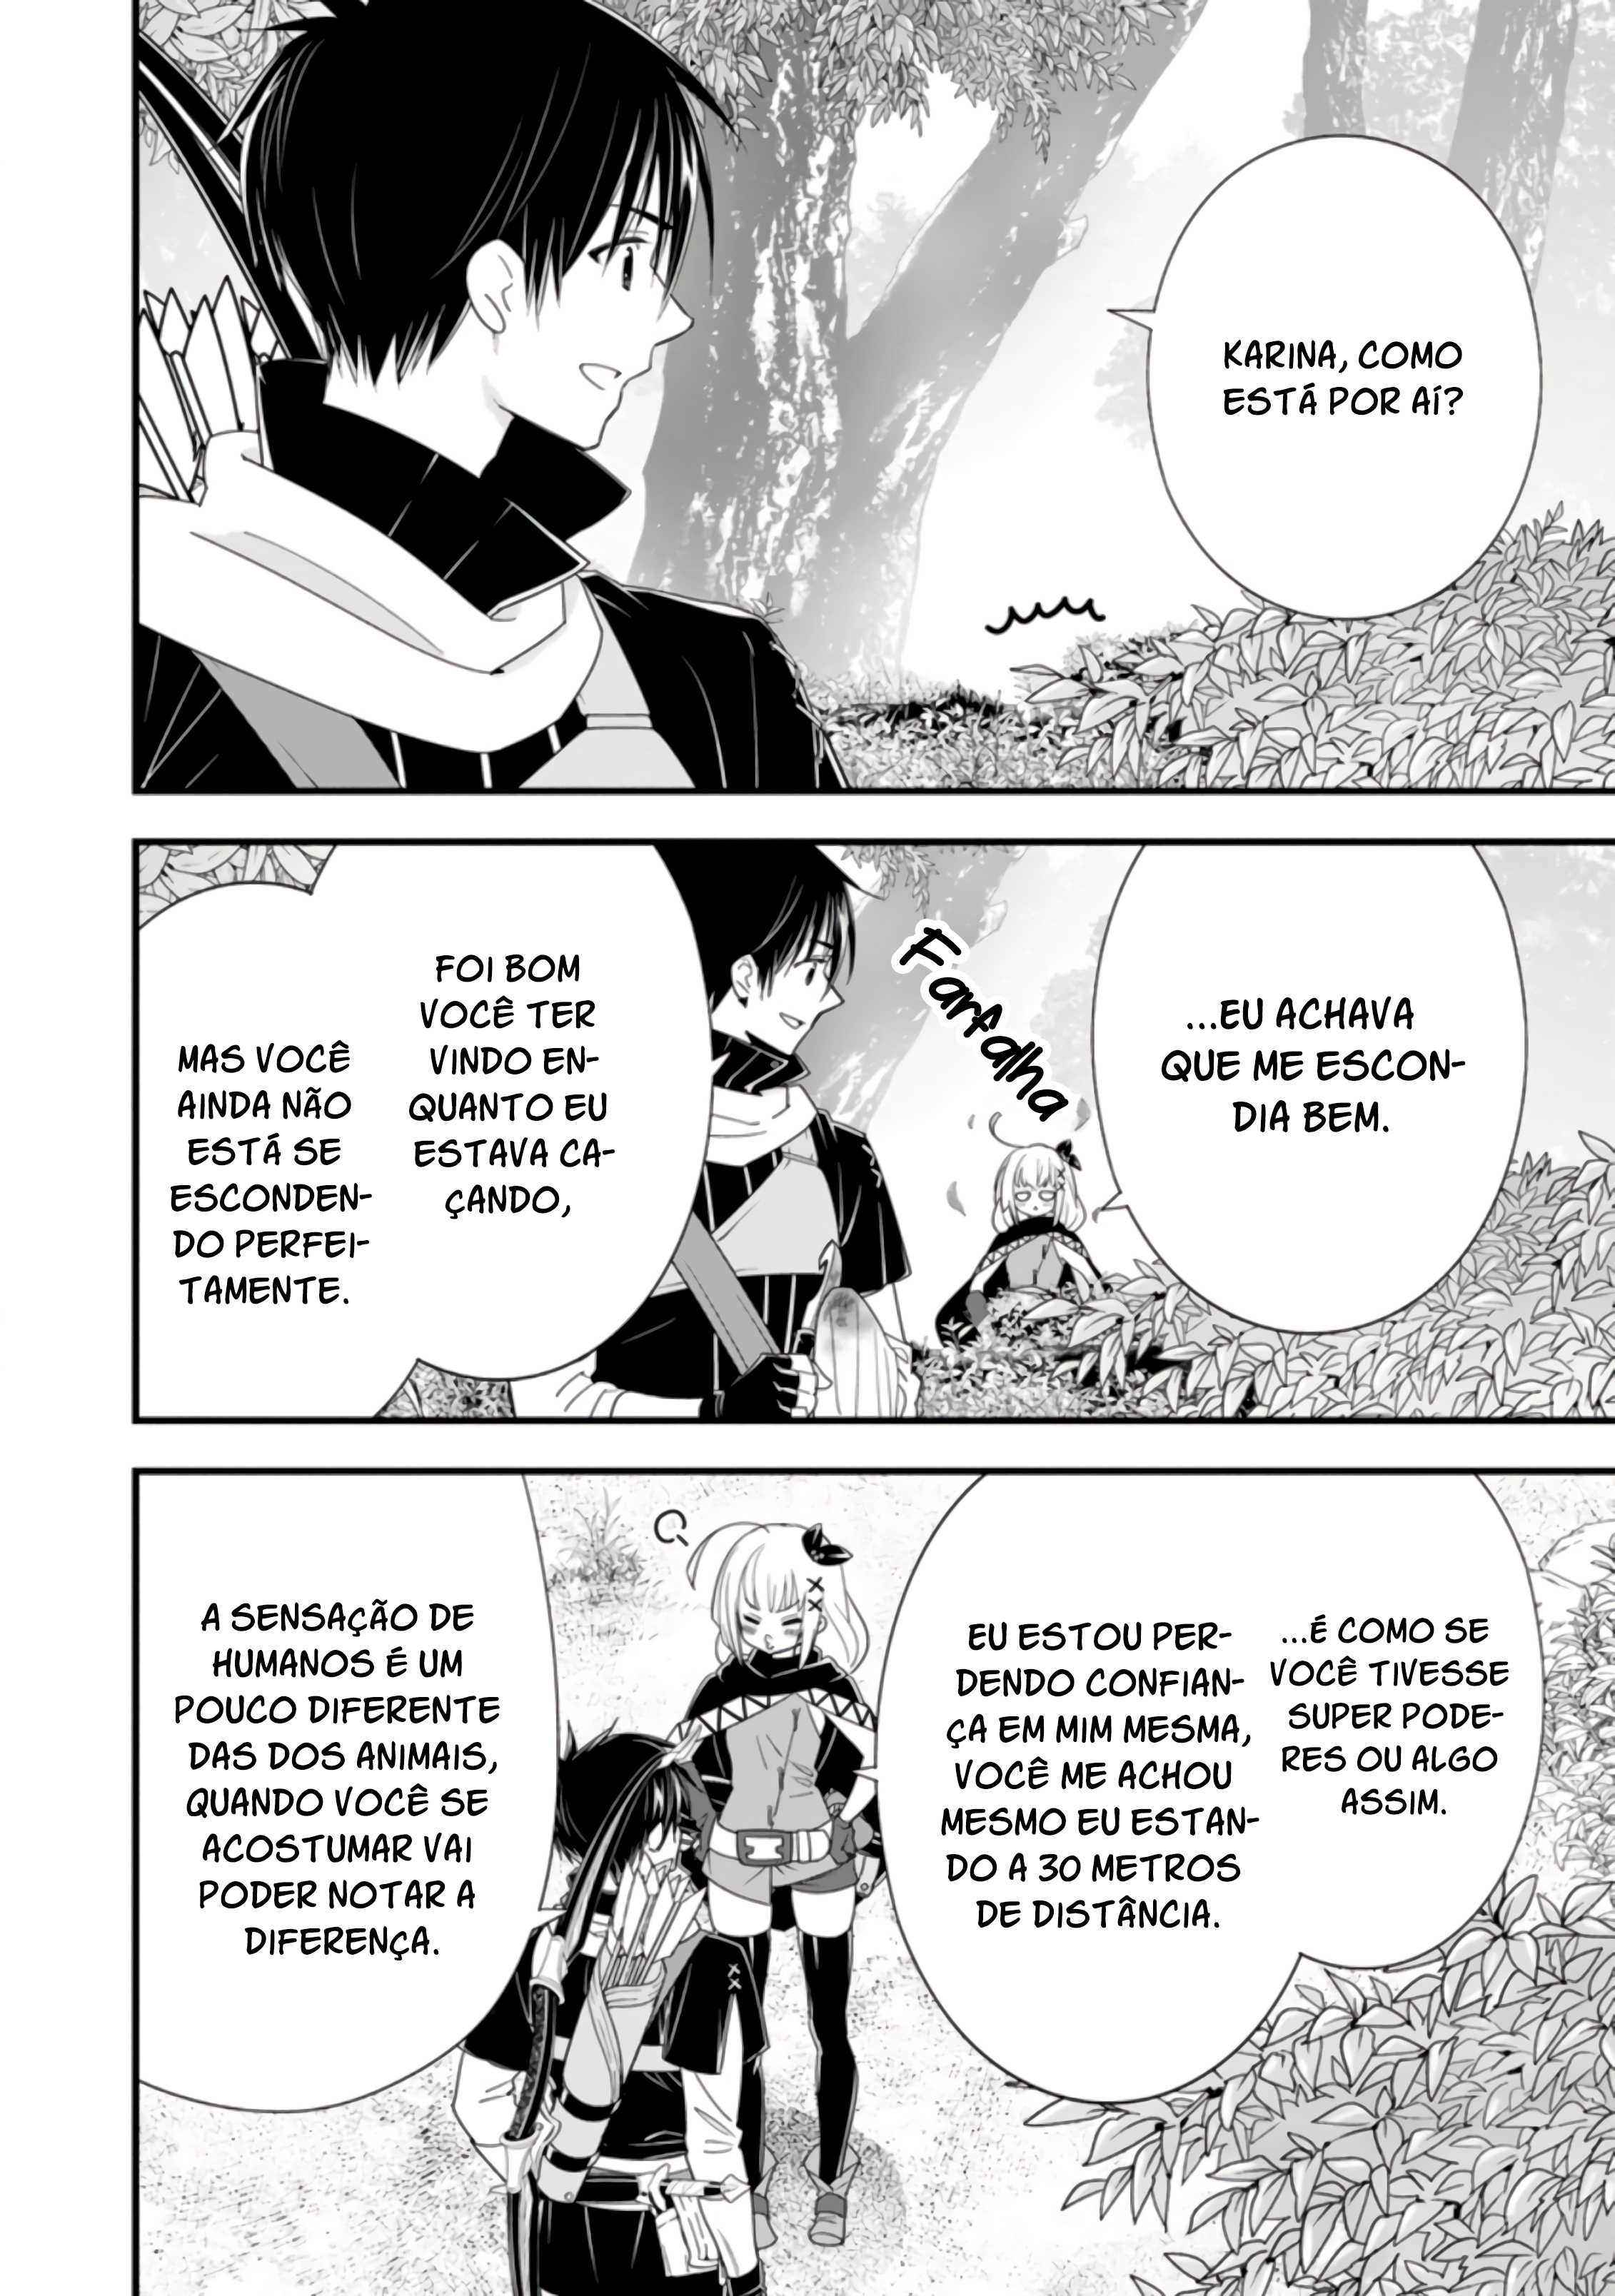 KARINA, COMO
ESTÁ POR AÍ?
...EU ACHAVA
QUE ME ESCON-
DIA BEM.
Farfalha
FOI BOM
VOCÊ TER
VINDO EN-
QUANTO EU
ESTAVA CA-
ÇANDO,
MAS VOCÊ
AINDA NÃO
ESTÁ SE
ESCONDEN-
DO PERFEI-
TAMENTE.
...É COMO SE
VOCÊ TIVESSE
SUPER PODE-
RES OU ALGO
ASSIM.
EU ESTOU PER-
DENDO CONFIAN-
ÇA EM MIM MESMA,
VOCÊ ME ACHOU
MESMO EU ESTAN-
DO A 30 METROS
DE DISTÂNCIA.
A SENSAÇÃO DE
HUMANOS É UM
POUCO DIFERENTE
DAS DOS ANIMAIS,
QUANDO VOCÊ SE
ACOSTUMAR VAI
PODER NOTAR A
DIFERENÇA.